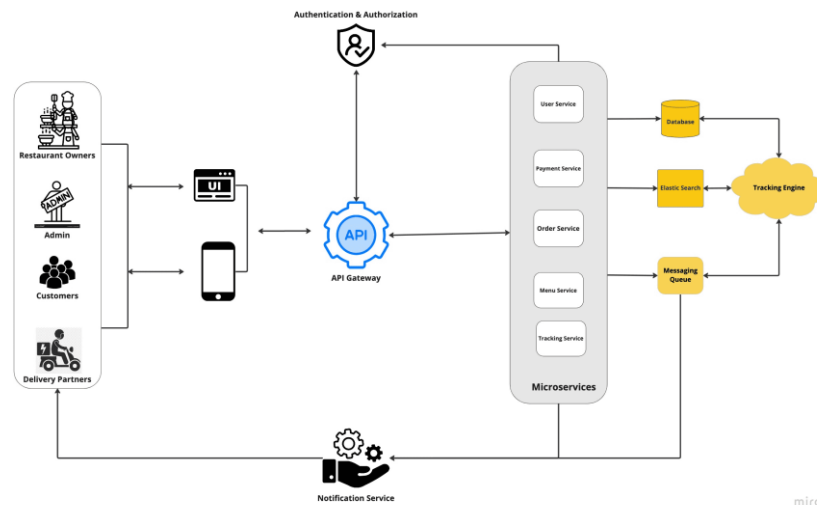 Authentication & Authorization
Restaurant Owners
ADMIN
Admin
Customers
Delivery Partners
UI
API
API Gateway
User Service
Payment Service
Order Service
Menu Service
Tracking Service
Microservices
Database
Elastic Search
Tracking Engine
Messaging
Queue
Notification Service
miro